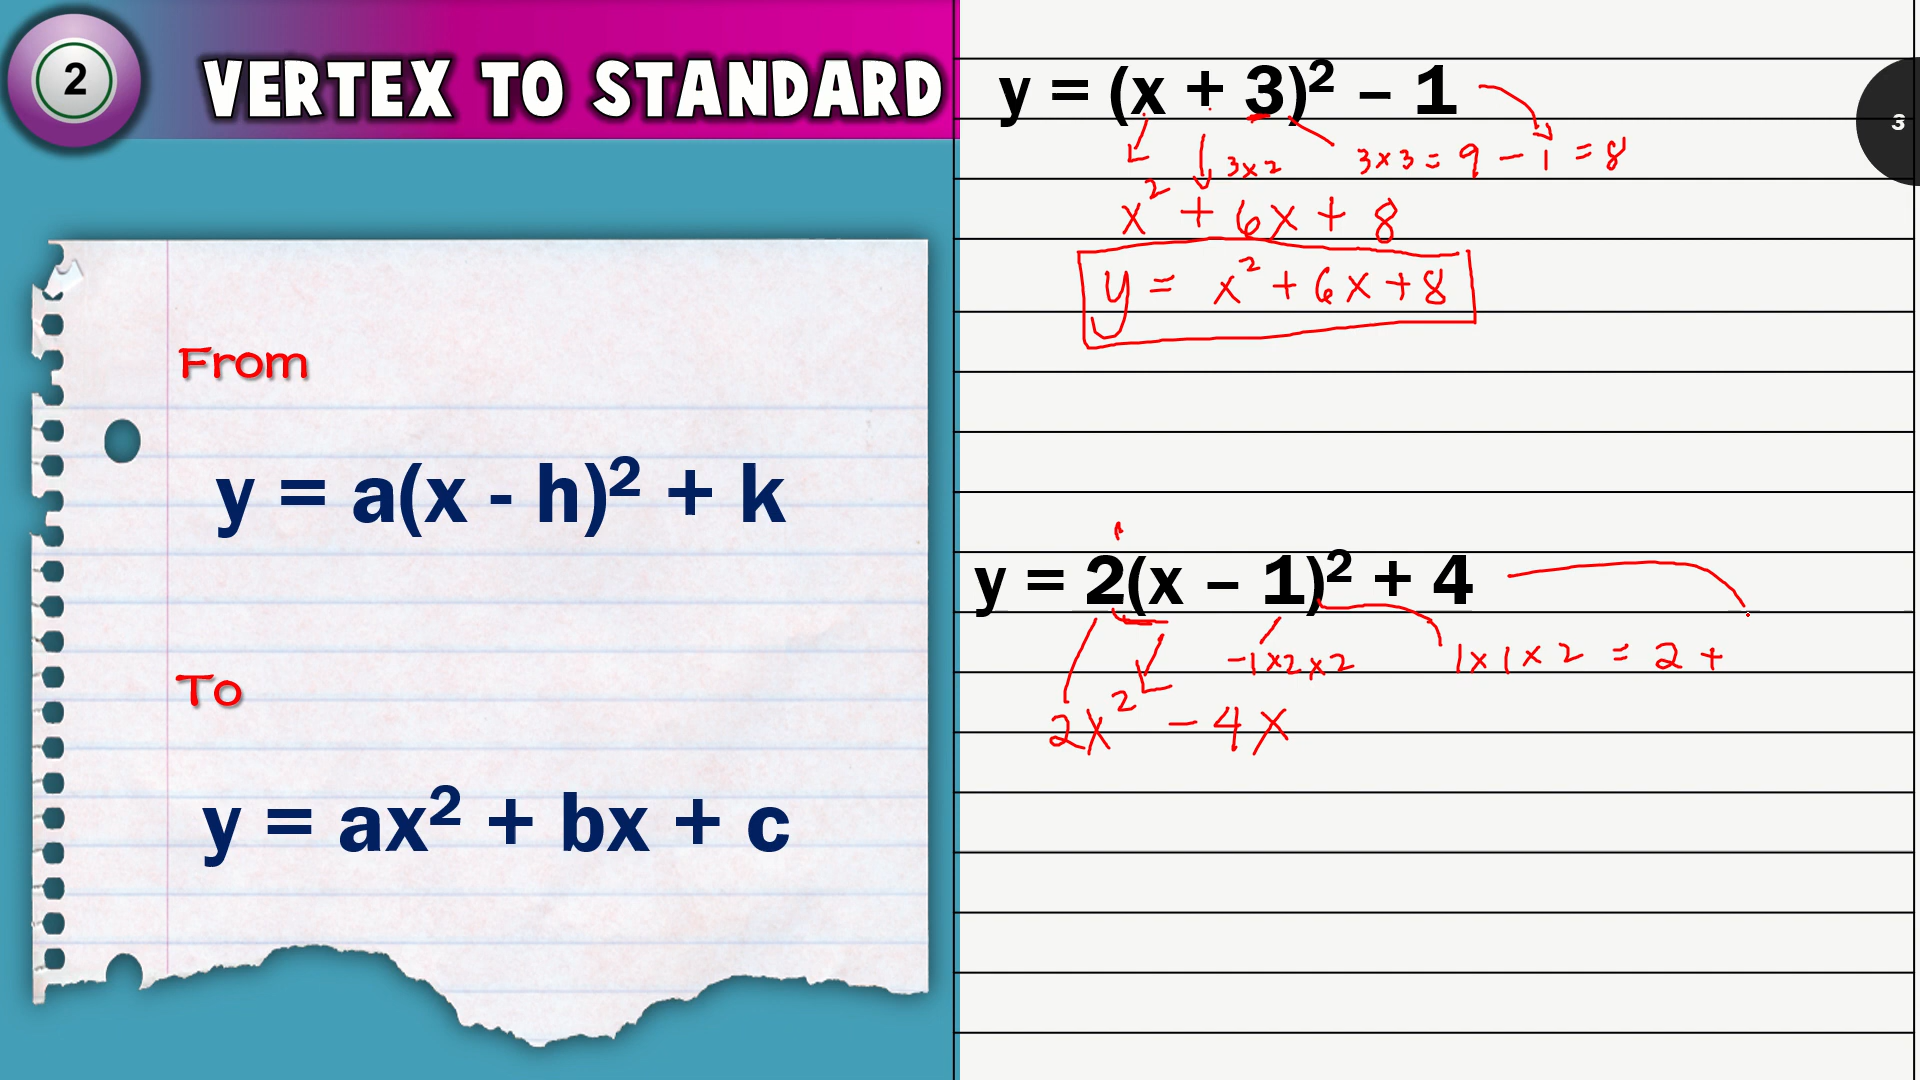 2
VERTEX TO STANDARD
From
y = a(x - h)² + k
To
y = ax² + bx + c
y = (x + 3)² – 1
3
3x2
3x3 = 9 – 1 = 8
x² + 6x + 8
y = x² + 6x + 8
y = 2(x – 1)² + 4
-1x2x2
1x1x2 = 2 +
2x² - 4x